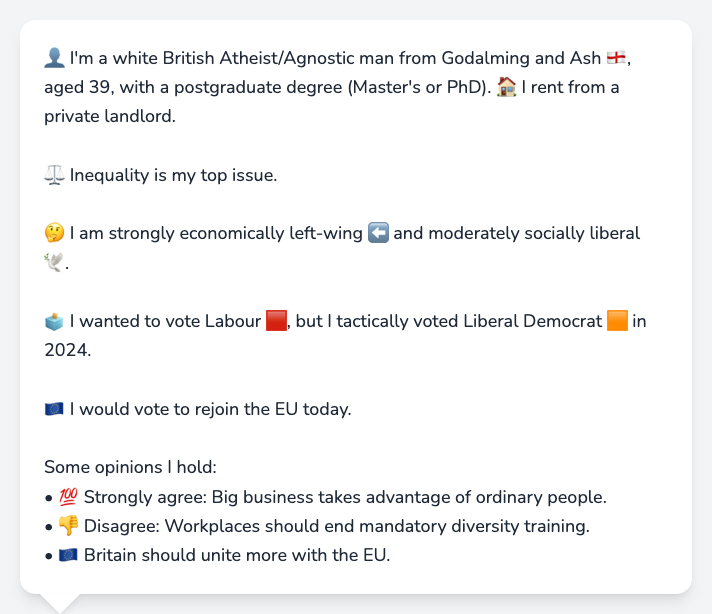 👤 I'm a white British Atheist/Agnostic man from Godalming and Ash 🏴󠁧󠁢󠁥󠁮󠁧󠁿,
aged 39, with a postgraduate degree (Master's or PhD). 🏠 I rent from a
private landlord.
⚖️ Inequality is my top issue.
🤔 I am strongly economically left-wing ⬅️ and moderately socially liberal
🕊️.
🗳️ I wanted to vote Labour 🟥, but I tactically voted Liberal Democrat 🟧 in
2024.
🇪🇺 I would vote to rejoin the EU today.
Some opinions I hold:
• 💯 Strongly agree: Big business takes advantage of ordinary people.
• 👎 Disagree: Workplaces should end mandatory diversity training.
• 🇪🇺 Britain should unite more with the EU.